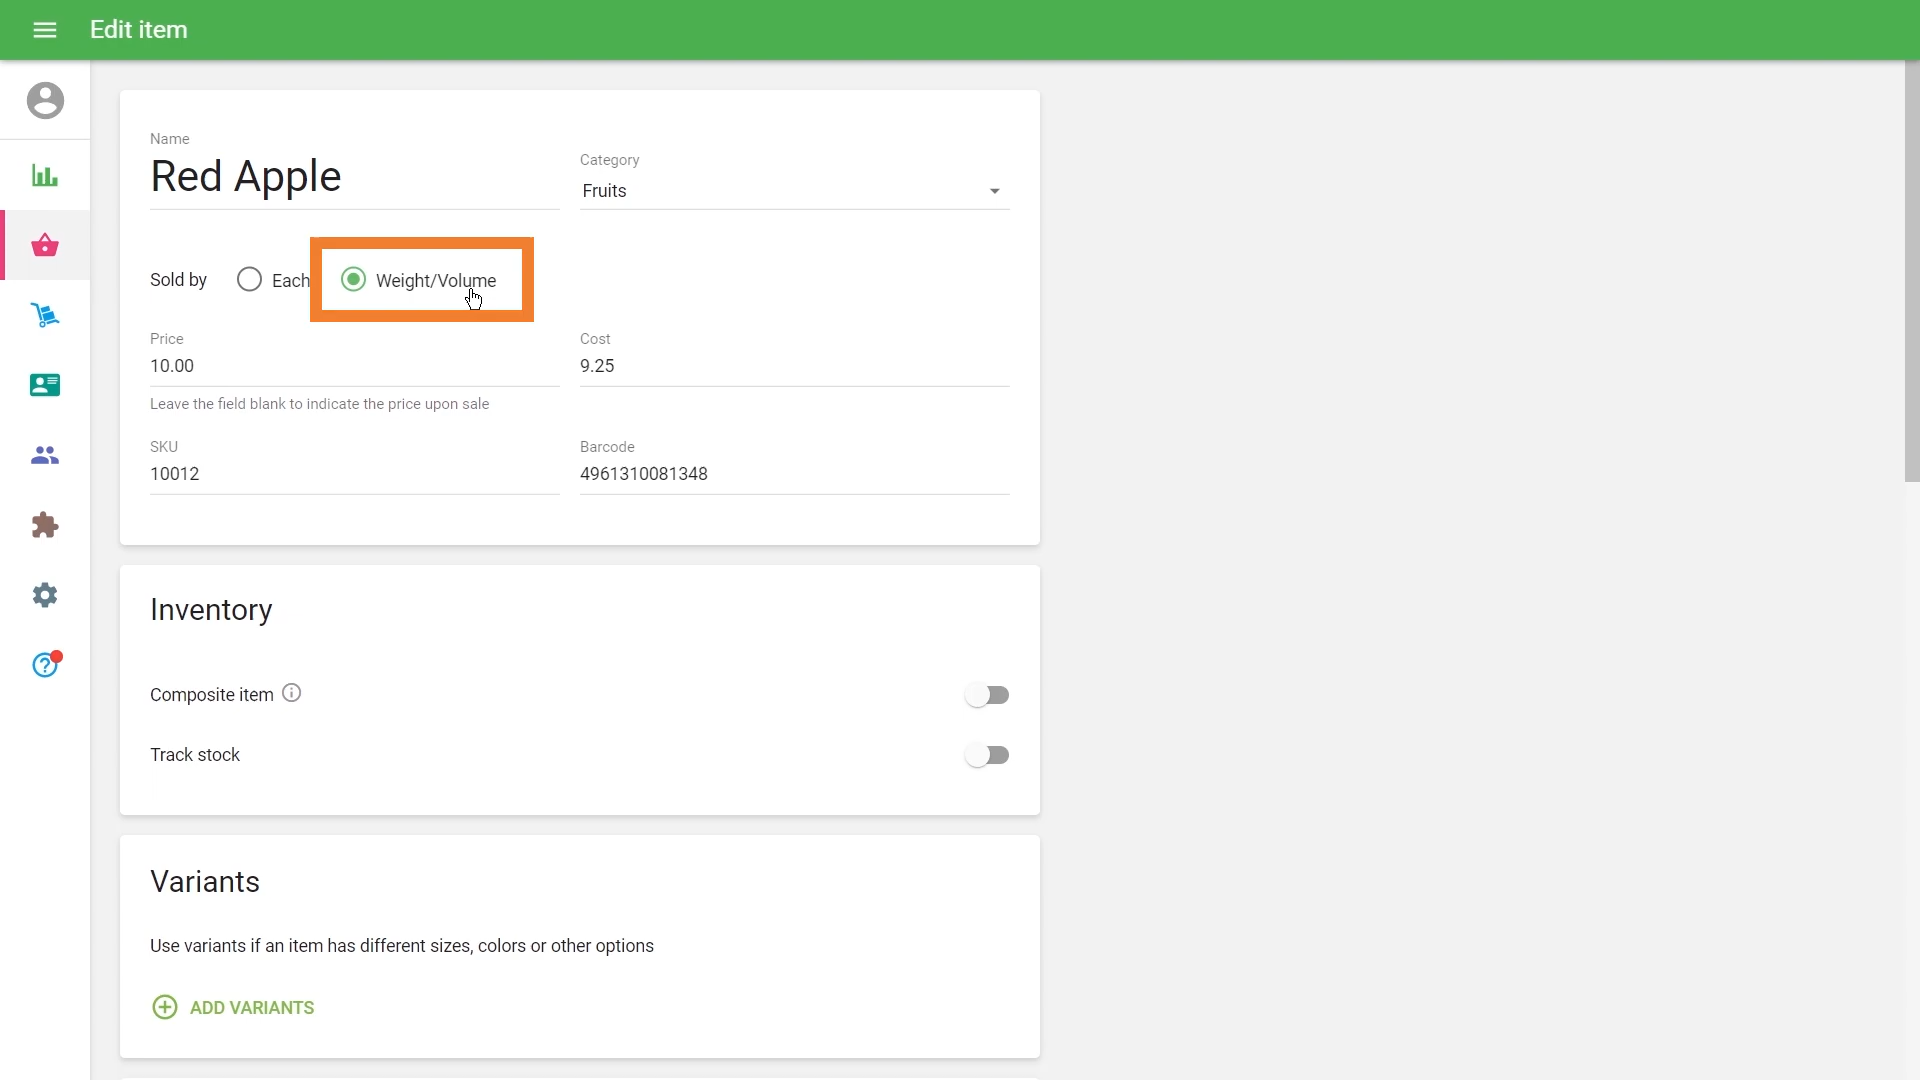 Edit item
Name
Red Apple
Category
Fruits
Sold by Each Weight/Volume
Price
10.00
Cost
9.25
Leave the field blank to indicate the price upon sale
SKU
10012
Barcode
4961310081348
Inventory
Composite item
Track stock
Variants
Use variants if an item has different sizes, colors or other options
ADD VARIANTS